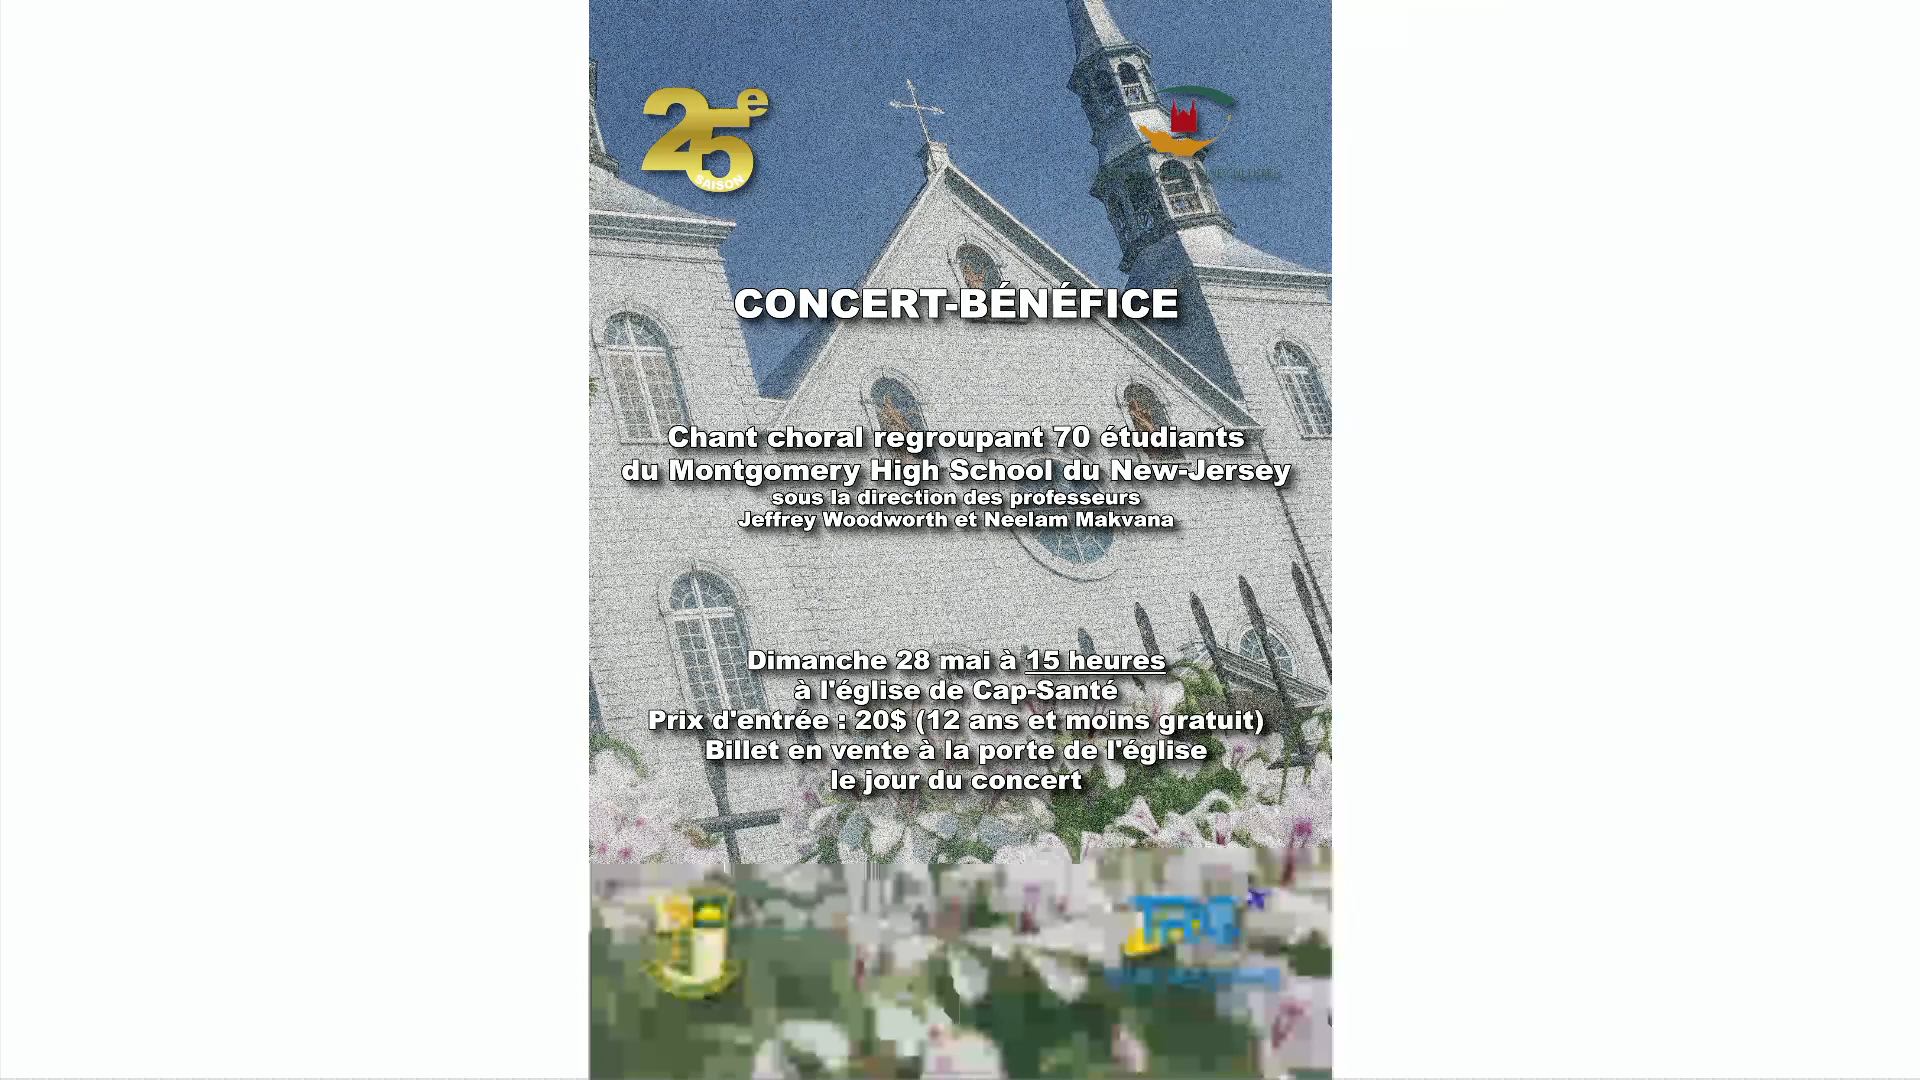 25e
SAISON
CONCERT-BÉNÉFICE
Chant choral regroupant 70 étudiants
du Montgomery High School du New-Jersey
sous la direction des professeurs
Jeffrey Woodworth et Neelam Makvana
Dimanche 28 mai à 15 heures
à l'église de Cap-Santé
Prix d'entrée : 20$ (12 ans et moins gratuit)
Billet en vente à la porte de l'église
le jour du concert